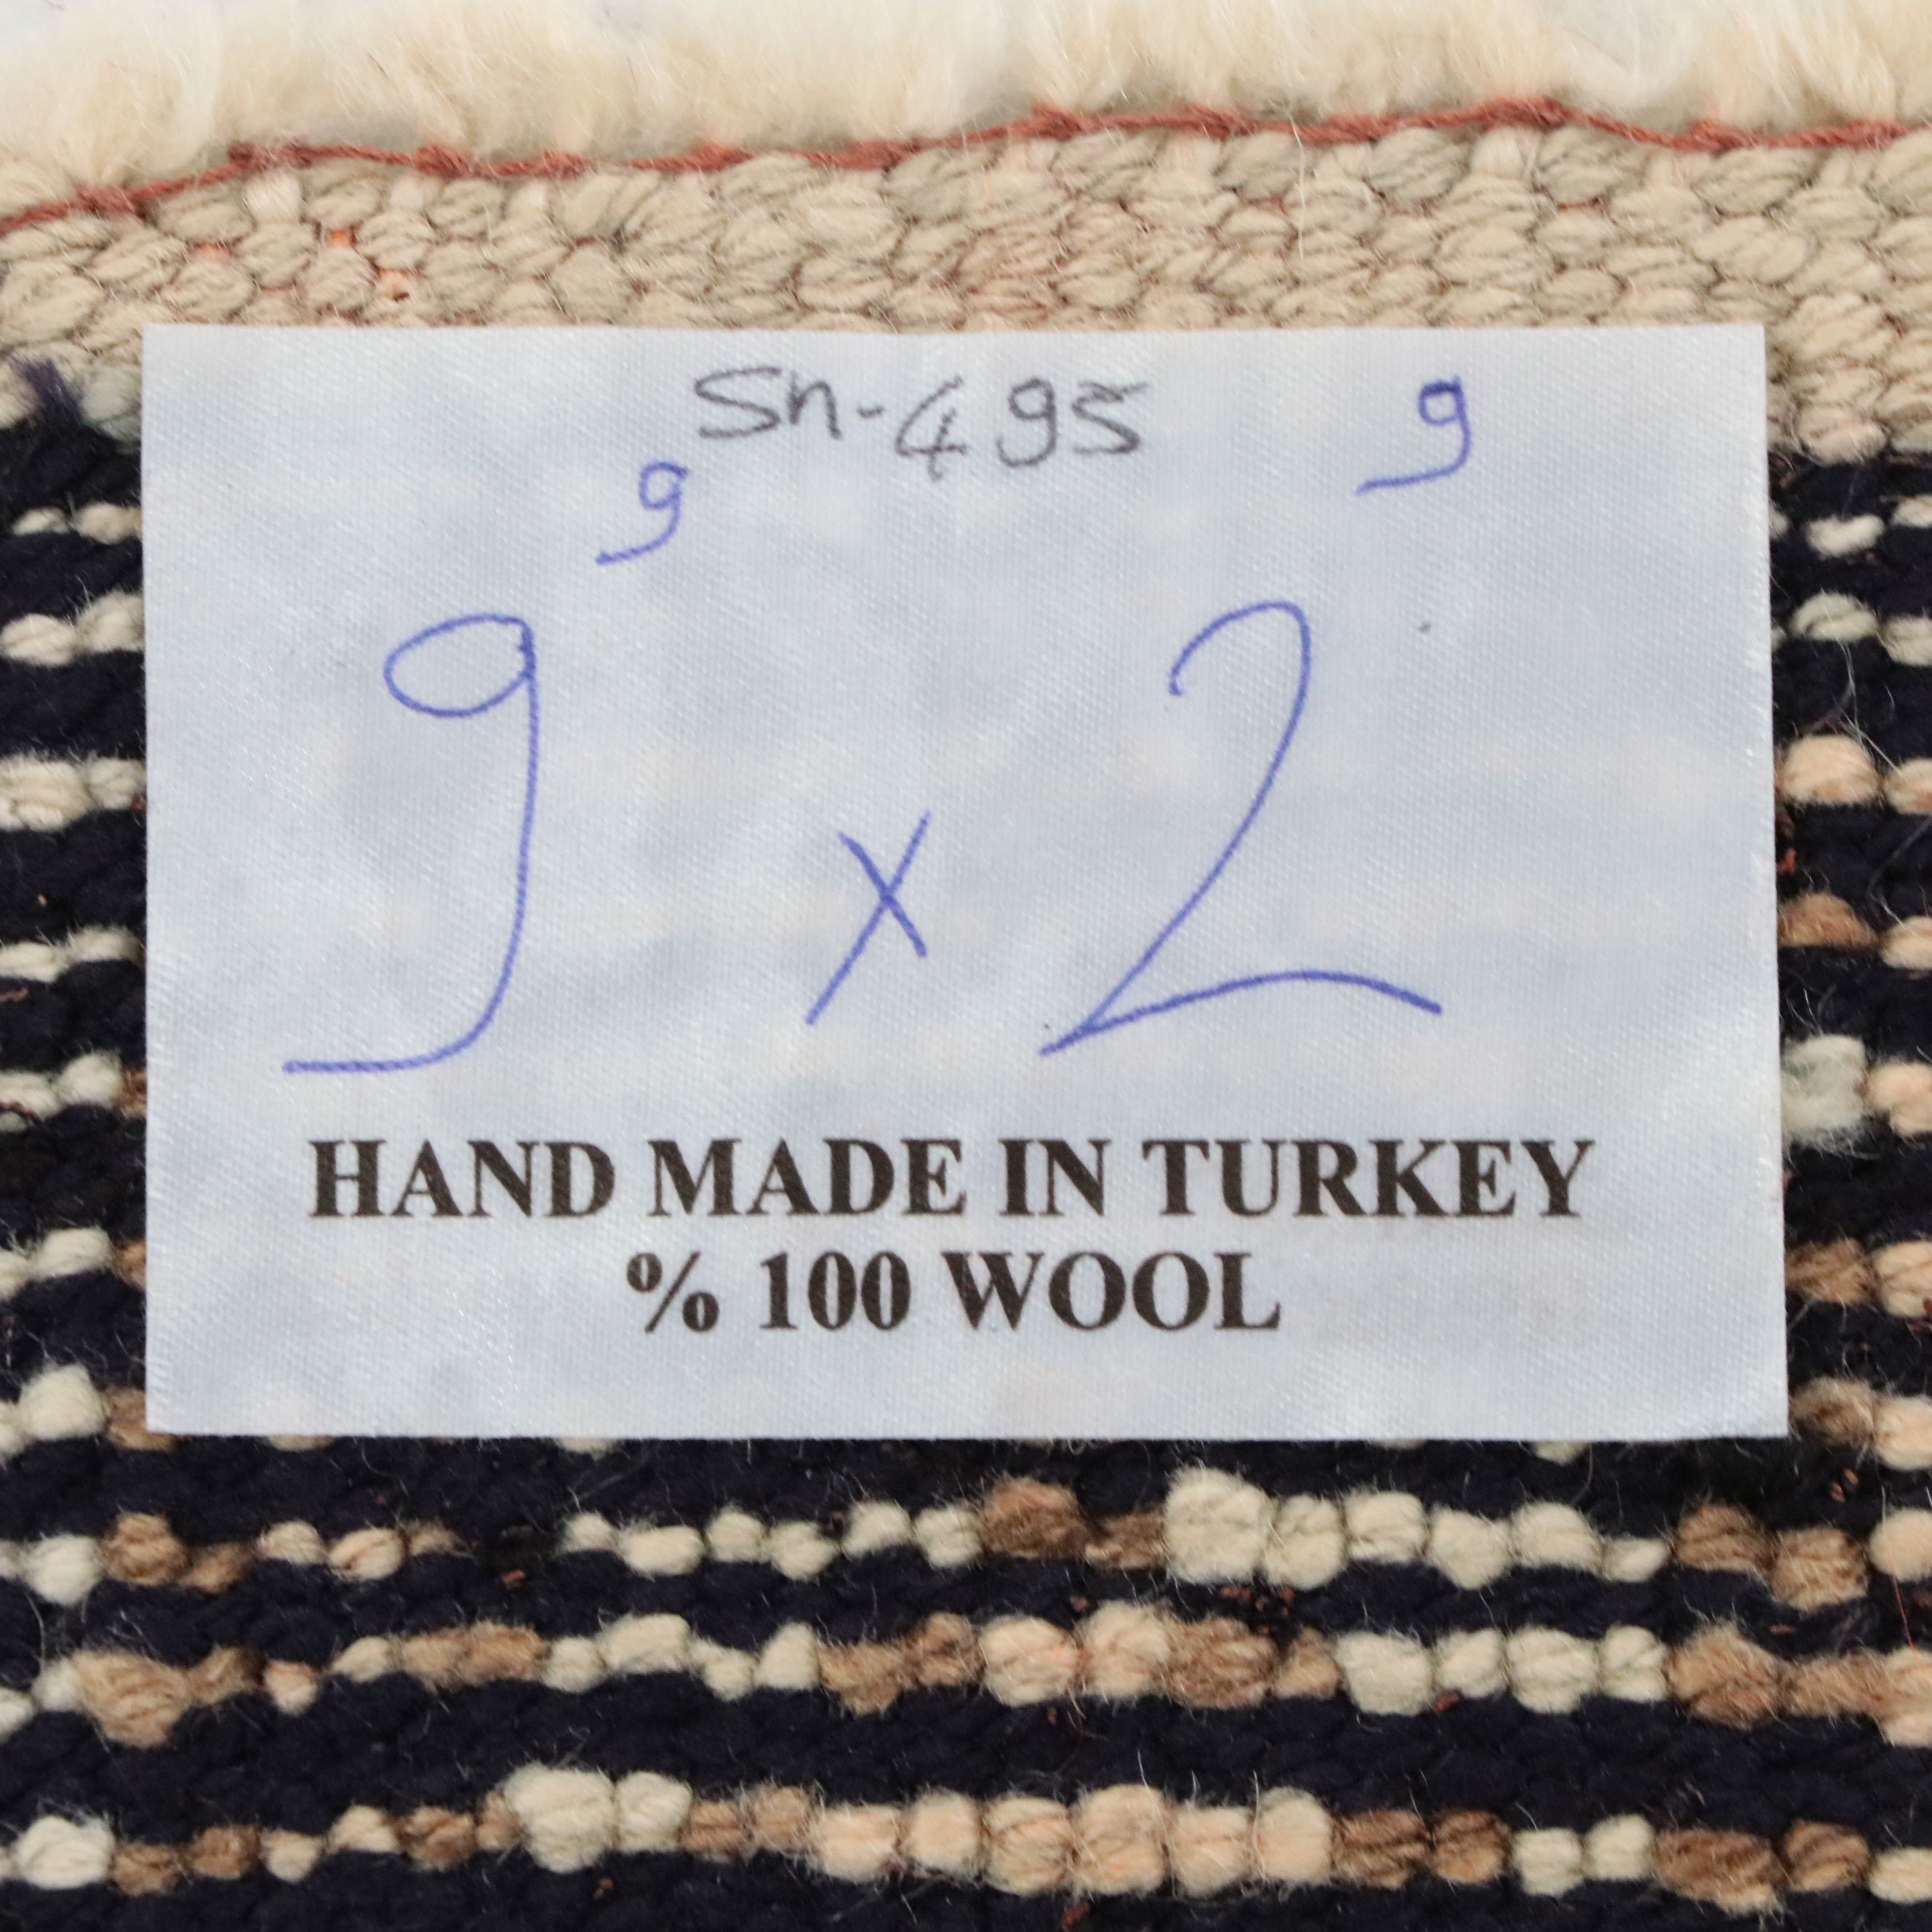 Sn-495
9 9
9 x 2
HAND MADE IN TURKEY
% 100 WOOL